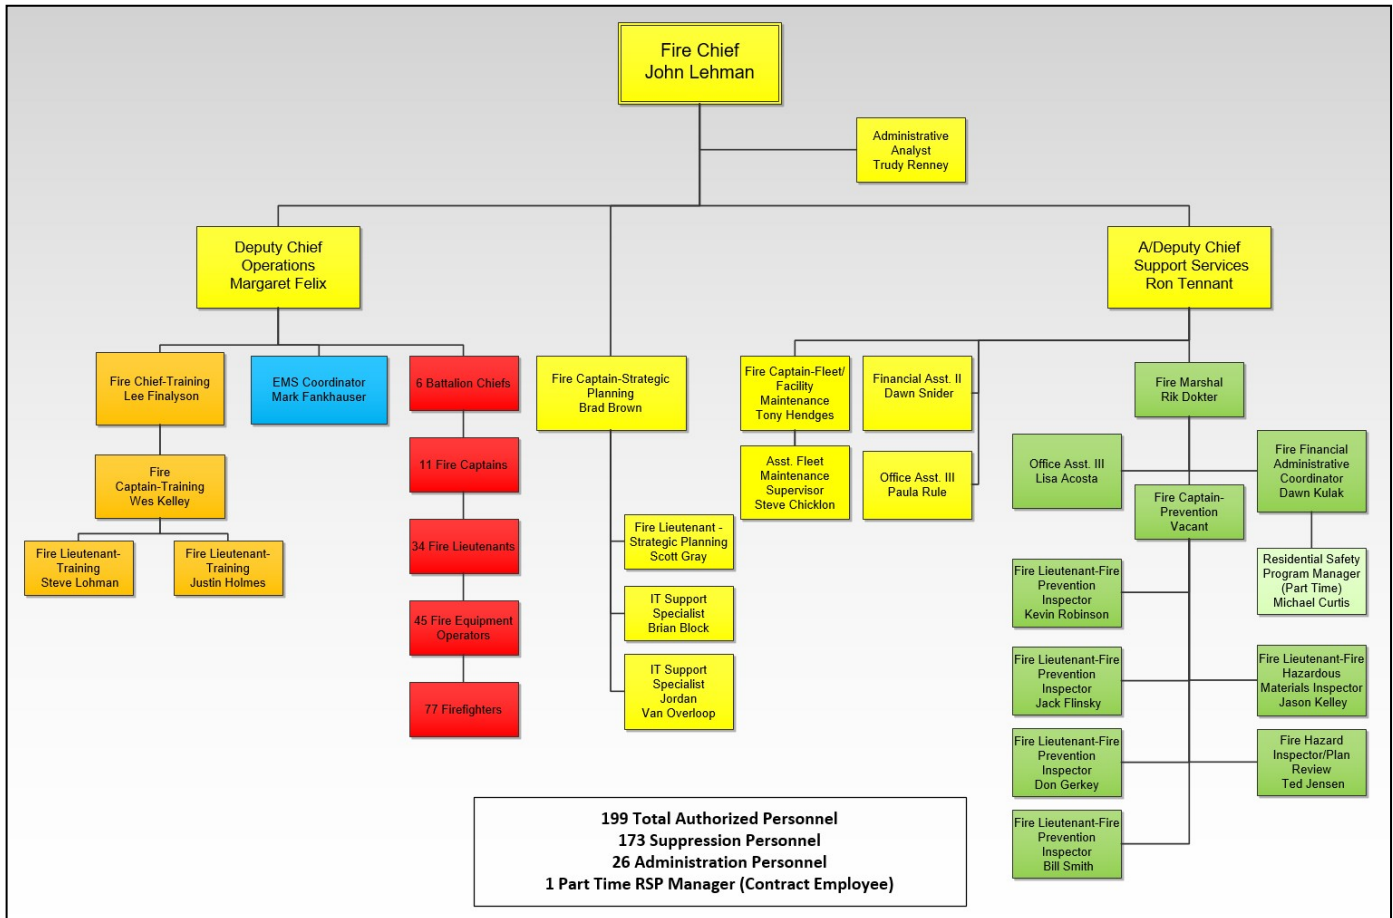 Fire Chief
John Lehman
Administrative
Analyst
Trudy Renney
Deputy Chief
Operations
Margaret Felix
A/Deputy Chief
Support Services
Ron Tennant
Fire Chief-Training
Lee Finalyson
EMS Coordinator
Mark Fankhauser
6 Battalion Chiefs
Fire Captain-Strategic
Planning
Brad Brown
Fire Captain-Fleet/
Facility
Maintenance
Tony Hendges
Financial Asst. II
Dawn Snider
Fire Marshal
Rik Dokter
Fire
Captain-Training
Wes Kelley
11 Fire Captains
Asst. Fleet
Maintenance
Supervisor
Steve Chicklon
Office Asst. III
Paula Rule
Office Asst. III
Lisa Acosta
Fire Financial
Administrative
Coordinator
Dawn Kulak
Fire Captain-
Prevention
Vacant
Fire Lieutenant-
Training
Steve Lohman
Fire Lieutenant-
Training
Justin Holmes
34 Fire Lieutenants
Fire Lieutenant -
Strategic Planning
Scott Gray
Residential Safety
Program Manager
(Part Time)
Michael Curtis
Fire Lieutenant-Fire
Prevention
Inspector
Kevin Robinson
45 Fire Equipment
Operators
IT Support
Specialist
Brian Block
Fire Lieutenant-Fire
Prevention
Inspector
Jack Flinsky
Fire Lieutenant-Fire
Hazardous
Materials Inspector
Jason Kelley
77 Firefighters
IT Support
Specialist
Jordan
Van Overloop
Fire Lieutenant-Fire
Prevention
Inspector
Don Gerkey
Fire Hazard
Inspector/Plan
Review
Ted Jensen
Fire Lieutenant-Fire
Prevention
Inspector
Bill Smith
199 Total Authorized Personnel
173 Suppression Personnel
26 Administration Personnel
1 Part Time RSP Manager (Contract Employee)